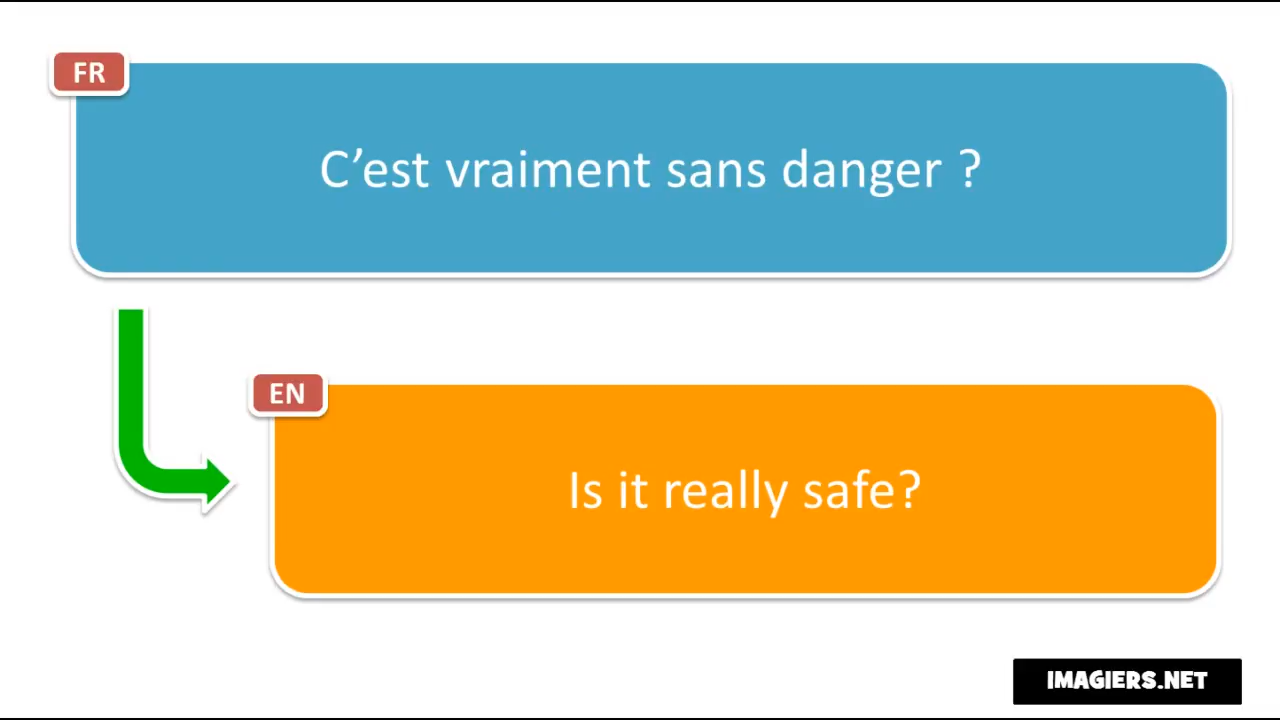 FR
C’est vraiment sans danger ?
EN
Is it really safe?
IMAGIERS.NET